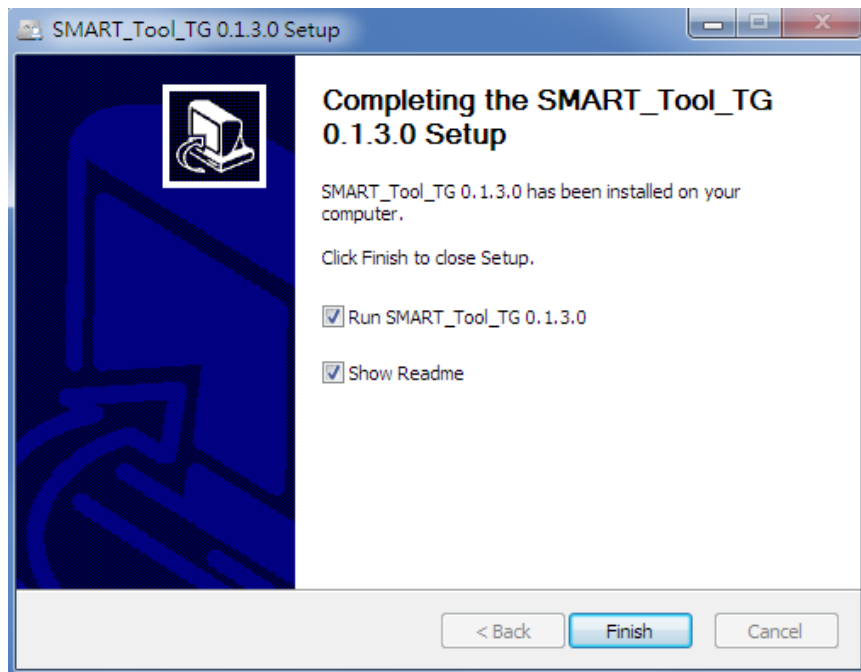 SMART_Tool_TG 0.1.3.0 Setup
Completing the SMART_Tool_TG
0.1.3.0 Setup
SMART_Tool_TG 0.1.3.0 has been installed on your
computer.
Click Finish to close Setup.
Run SMART_Tool_TG 0.1.3.0
Show Readme
< Back Finish Cancel